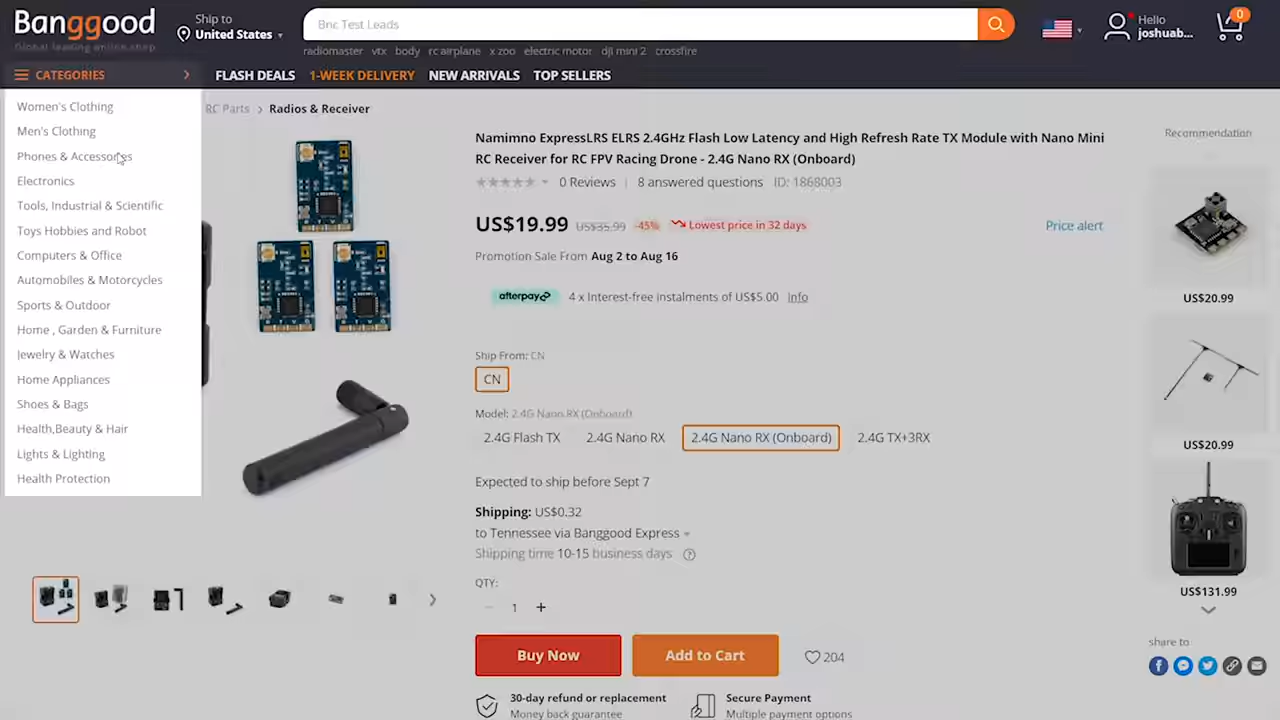 Banggood
Global leading online shop
Ship to
United States
Bnc Test Leads
radiomaster vtx body rc airplane x zoo electric motor dji mini 2 crossfire
Hello
joshuab...
0
CATEGORIES
FLASH DEALS 1-WEEK DELIVERY NEW ARRIVALS TOP SELLERS
Women's Clothing
Men's Clothing
Phones & Accessories
Electronics
Tools, Industrial & Scientific
Toys Hobbies and Robot
Computers & Office
Automobiles & Motorcycles
Sports & Outdoor
Home , Garden & Furniture
Jewelry & Watches
Home Appliances
Shoes & Bags
Health,Beauty & Hair
Lights & Lighting
Health Protection
RC Parts > Radios & Receiver
Namimno ExpressLRS ELRS 2.4GHz Flash Low Latency and High Refresh Rate TX Module with Nano Mini
RC Receiver for RC FPV Racing Drone - 2.4G Nano RX (Onboard)
0 Reviews | 8 answered questions ID: 1868003
US$19.99 US$35.99 -45% Lowest price in 32 days
Price alert
Promotion Sale From Aug 2 to Aug 16
afterpay 4 x Interest-free instalments of US$5.00 Info
Ship From: CN
CN
Model: 2.4G Nano RX (Onboard)
2.4G Flash TX 2.4G Nano RX 2.4G Nano RX (Onboard) 2.4G TX+3RX
Expected to ship before Sept 7
Shipping: US$0.32
to Tennessee via Banggood Express
Shipping time 10-15 business days
QTY:
1 +
Buy Now Add to Cart 204
30-day refund or replacement
Money back guarantee
Secure Payment
Multiple payment options
Recommendation
US$20.99
US$20.99
US$131.99
share to